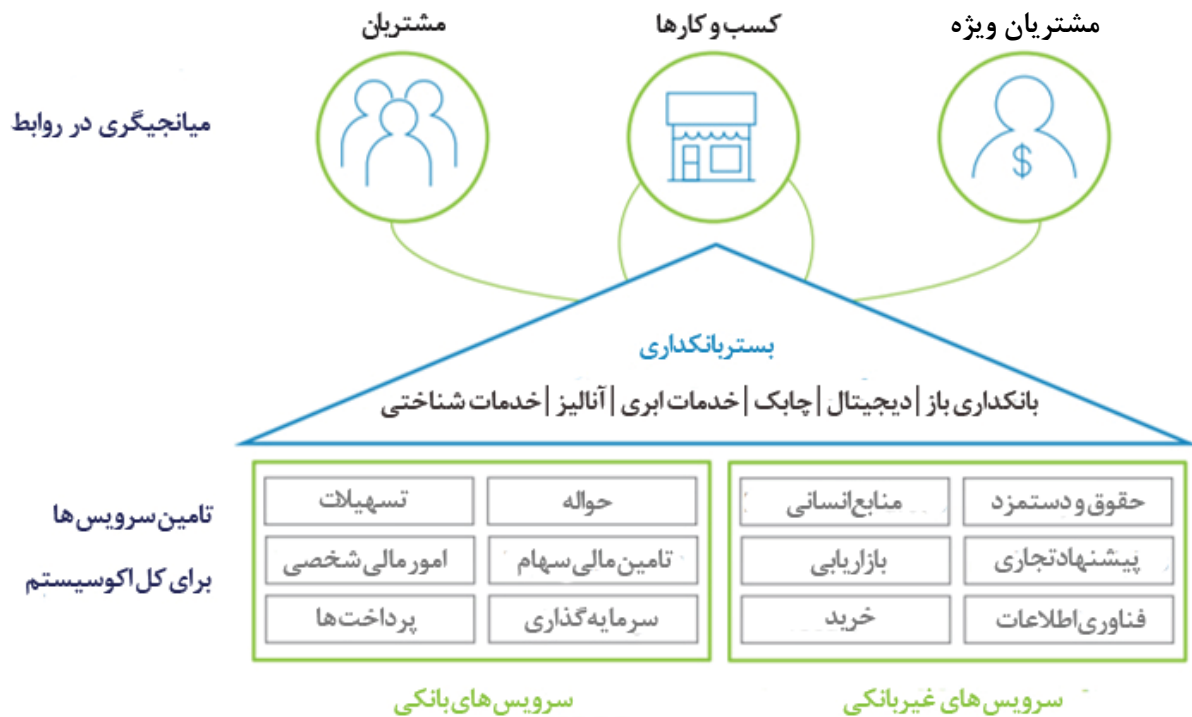 مشتریان ویژه
کسب و کارها
مشتریان
میانجیگری در روابط
بستر بانکداری
بانکداری باز | دیجیتال | چابک | خدمات ابری | آنالیز | خدمات شناختی
تامین سرویس‌ها
برای کل اکوسیستم
حقوق و دستمزد
منابع انسانی
پیشنهاد تجاری
بازاریابی
فناوری اطلاعات
خرید
سرویس‌های غیربانکی
حواله
تسهیلات
تامین مالی سهام
امور مالی شخصی
سرمایه‌گذاری
پرداخت‌ها
سرویس‌های بانکی
$